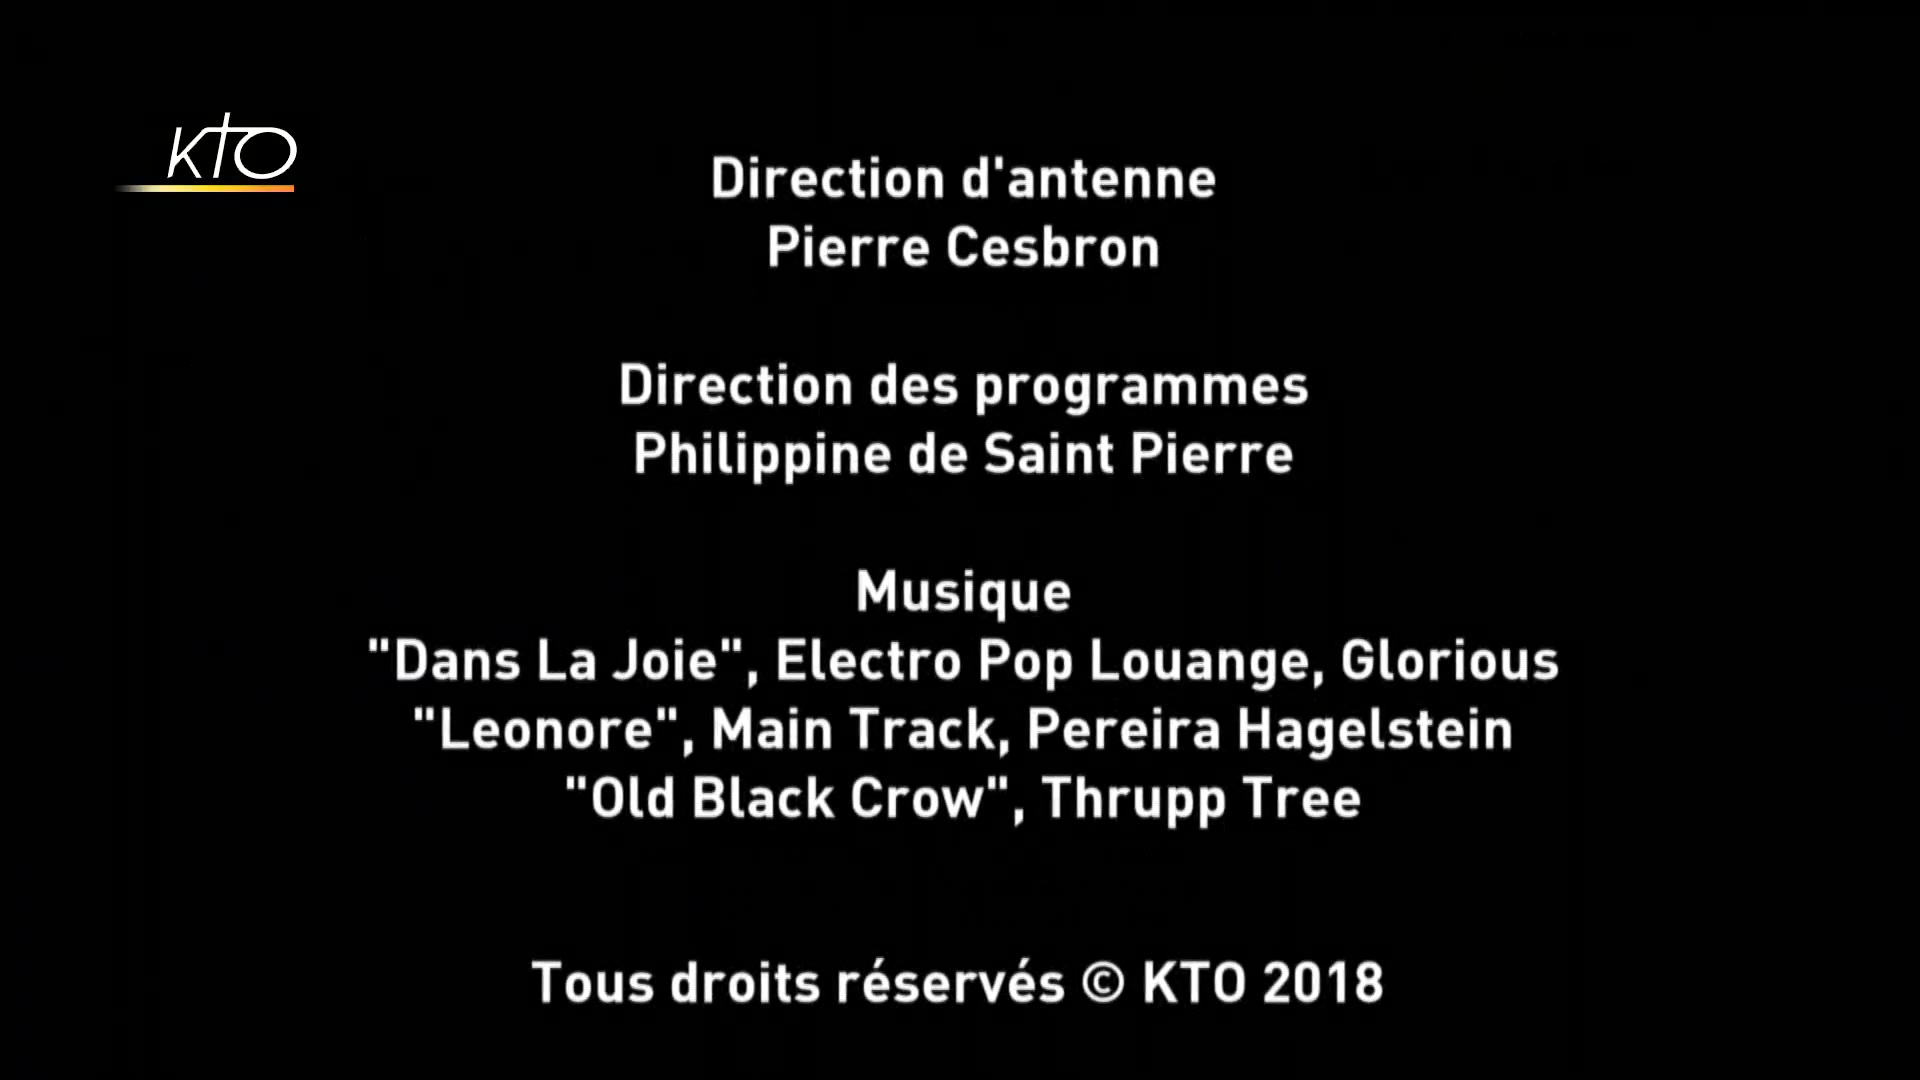 KTO
Direction d'antenne
Pierre Cesbron
Direction des programmes
Philippine de Saint Pierre
Musique
"Dans La Joie", Electro Pop Louange, Glorious
"Leonore", Main Track, Pereira Hagelstein
"Old Black Crow", Thrupp Tree
Tous droits réservés © KTO 2018